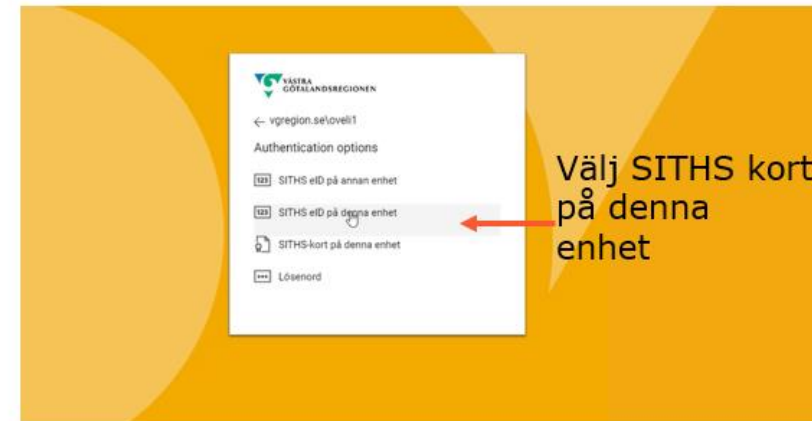 VÄSTRA
GÖTALANDSREGIONEN
← vgregion.se\oveli1
Authentication options
SITHS eID på annan enhet
SITHS eID på denna enhet
SITHS-kort på denna enhet
Lösenord
Välj SITHS kort
på denna
enhet